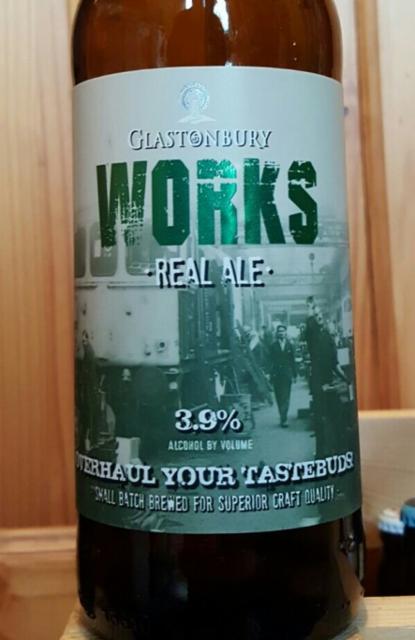 GLASTONBURY
WORKS
·REAL ALE·
3.9%
ALCOHOL BY VOLUME
OVERHAUL YOUR TASTEBUDS!
SMALL BATCH BREWED FOR SUPERIOR CRAFT QUALITY